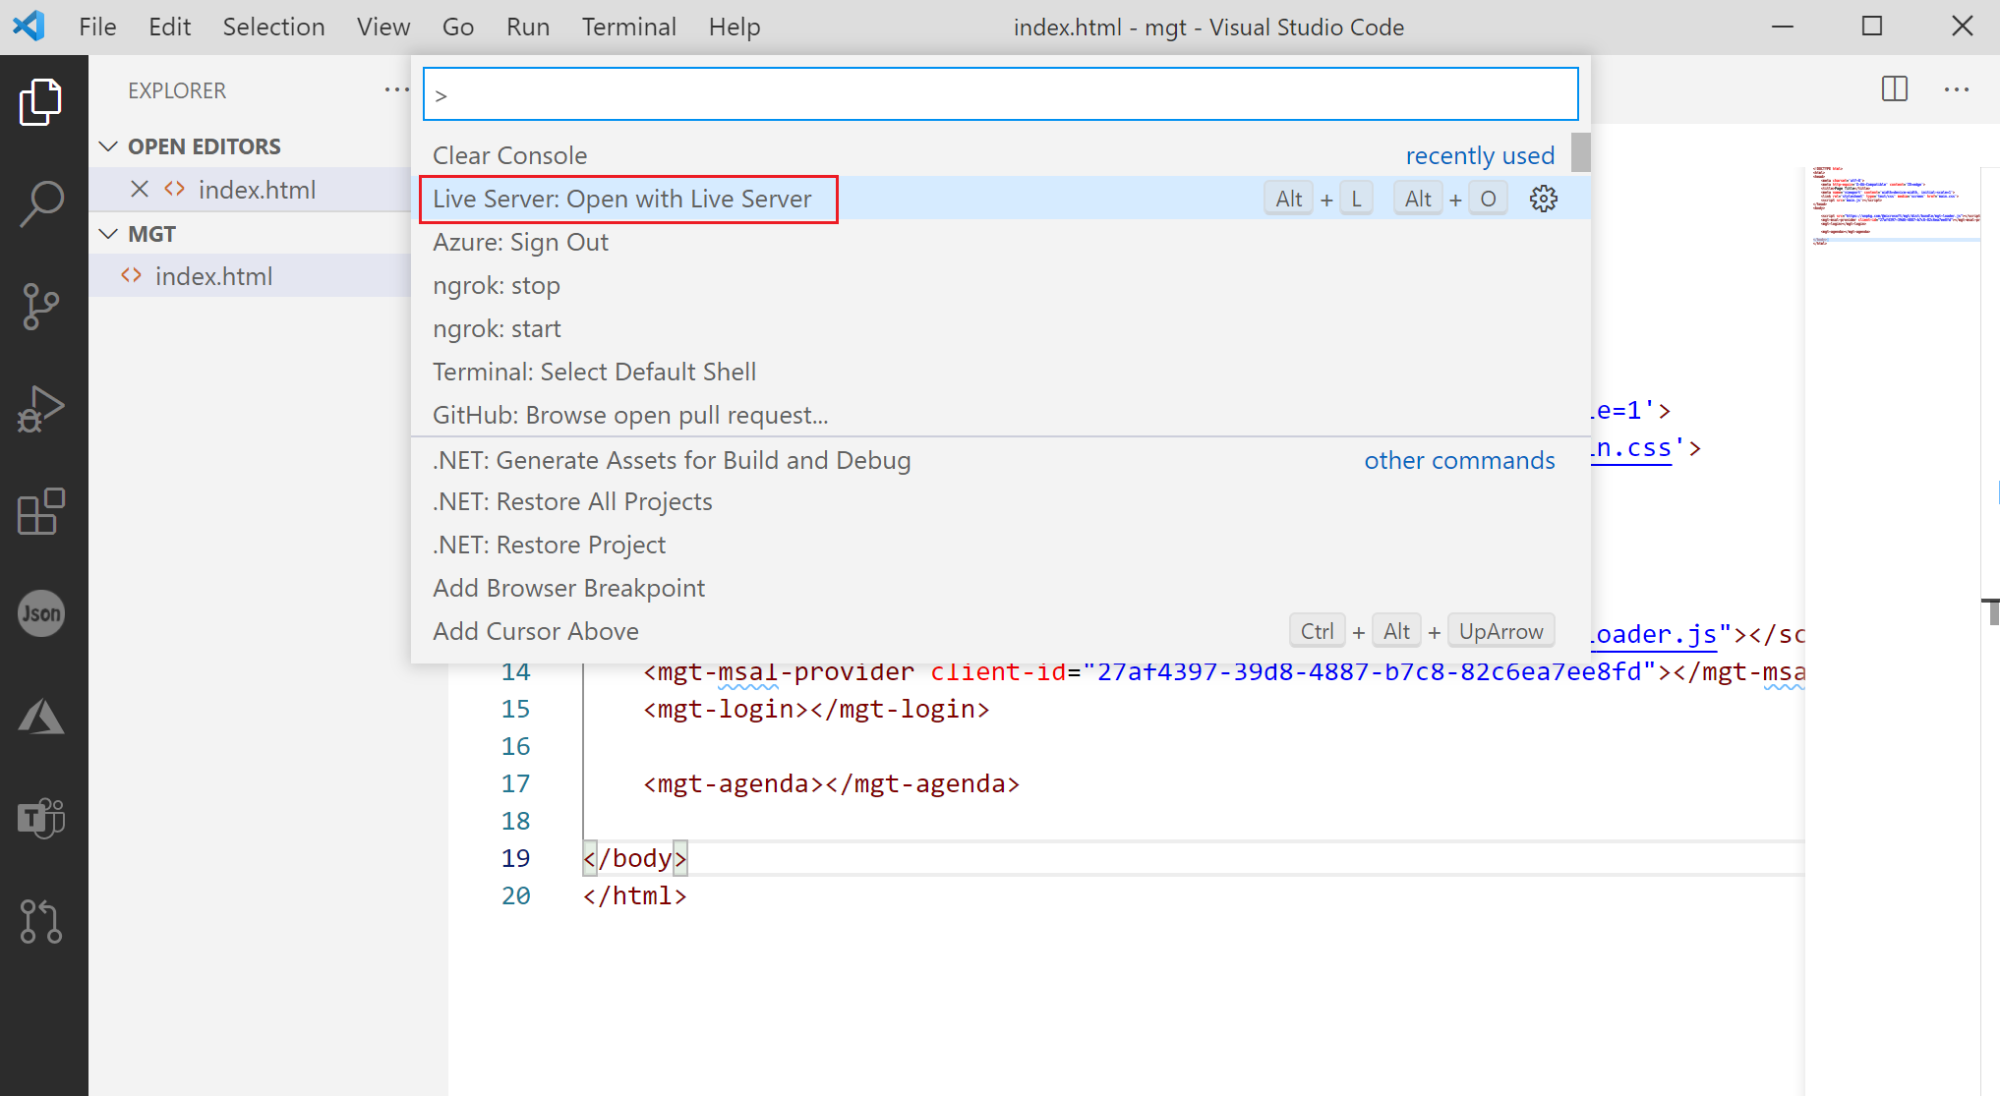 File Edit Selection View Go Run Terminal Help index.html - mgt - Visual Studio Code
EXPLORER
>
OPEN EDITORS
index.html
MGT
index.html
Clear Console recently used
Live Server: Open with Live Server Alt + L Alt + O
Azure: Sign Out
ngrok: stop
ngrok: start
Terminal: Select Default Shell
GitHub: Browse open pull request...
.NET: Generate Assets for Build and Debug other commands
.NET: Restore All Projects
.NET: Restore Project
Add Browser Breakpoint
Add Cursor Above Ctrl + Alt + UpArrow
Json
T
le=1'>
in.css'>
loader.js"></sc
14 <mgt-msal-provider client-id="27af4397-39d8-4887-b7c8-82c6ea7ee8fd"></mgt-msa
15 <mgt-login></mgt-login>
16
17 <mgt-agenda></mgt-agenda>
18
19 </body>
20 </html>